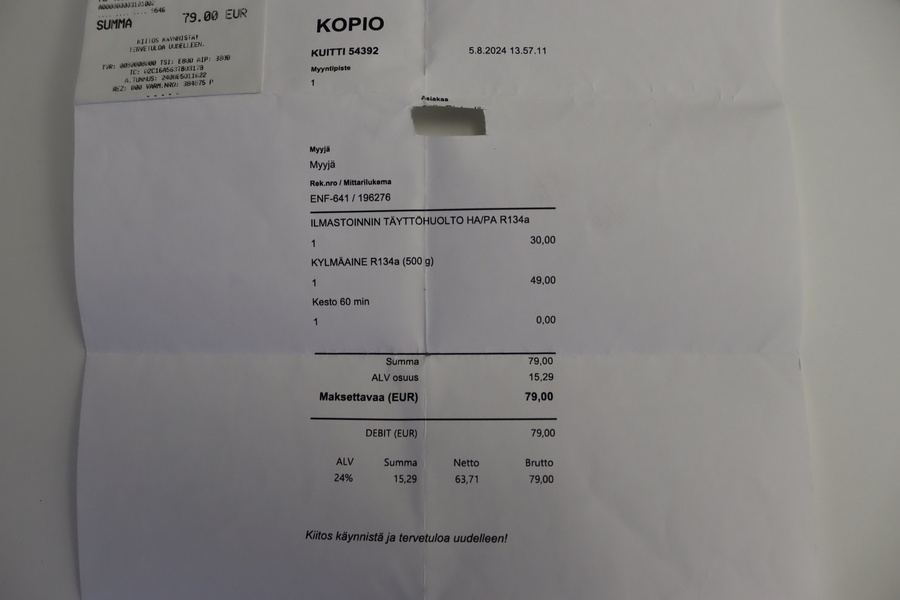 SUMMA 79.00 EUR
KIITOS KÄYNNISTÄ!
TERVETULOA UUDELLEEN.
KOPIO
KUITTI 54392 5.8.2024 13.57.11
Myyntipiste
1
Asiakas
Myyjä
Myyjä
Rek.nro / Mittarilukema
ENF-641 / 196276
ILMASTOINNIN TÄYTTÖHUOLTO HA/PA R134a
1 30,00
KYLMÄAINE R134a (500 g)
1 49,00
Kesto 60 min
1 0,00
Summa 79,00
ALV osuus 15,29
Maksettavaa (EUR) 79,00
DEBIT (EUR) 79,00
ALV Summa Netto Brutto
24% 15,29 63,71 79,00
Kiitos käynnistä ja tervetuloa uudelleen!